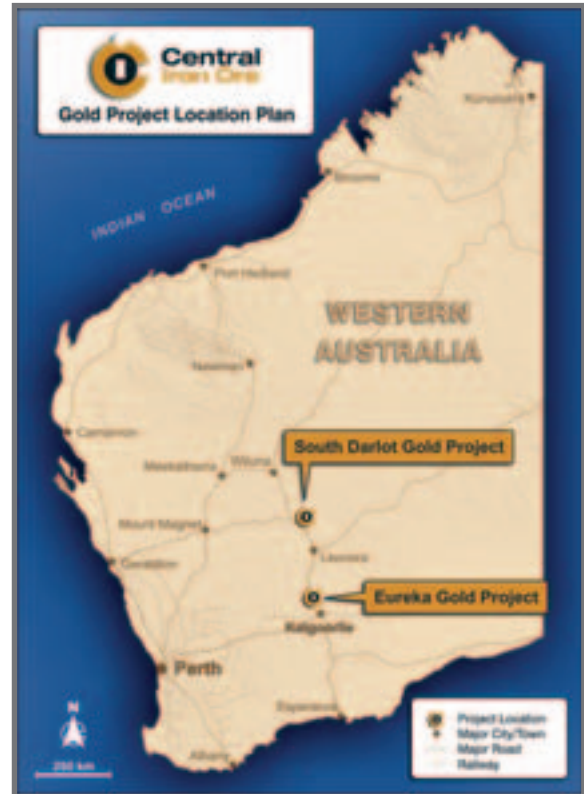 Central
Iron Ore
Gold Project Location Plan
Kununurra
Broome
INDIAN OCEAN
Port Hedland
WESTERN
AUSTRALIA
Newman
Carnarvon
South Darlot Gold Project
Meekatharra
Wiluna
Mount Magnet
Leonora
Geraldton
Eureka Gold Project
Kalgoorlie
Perth
Esperance
Albany
N
250 km
Project Location
Major City/Town
Major Road
Railway